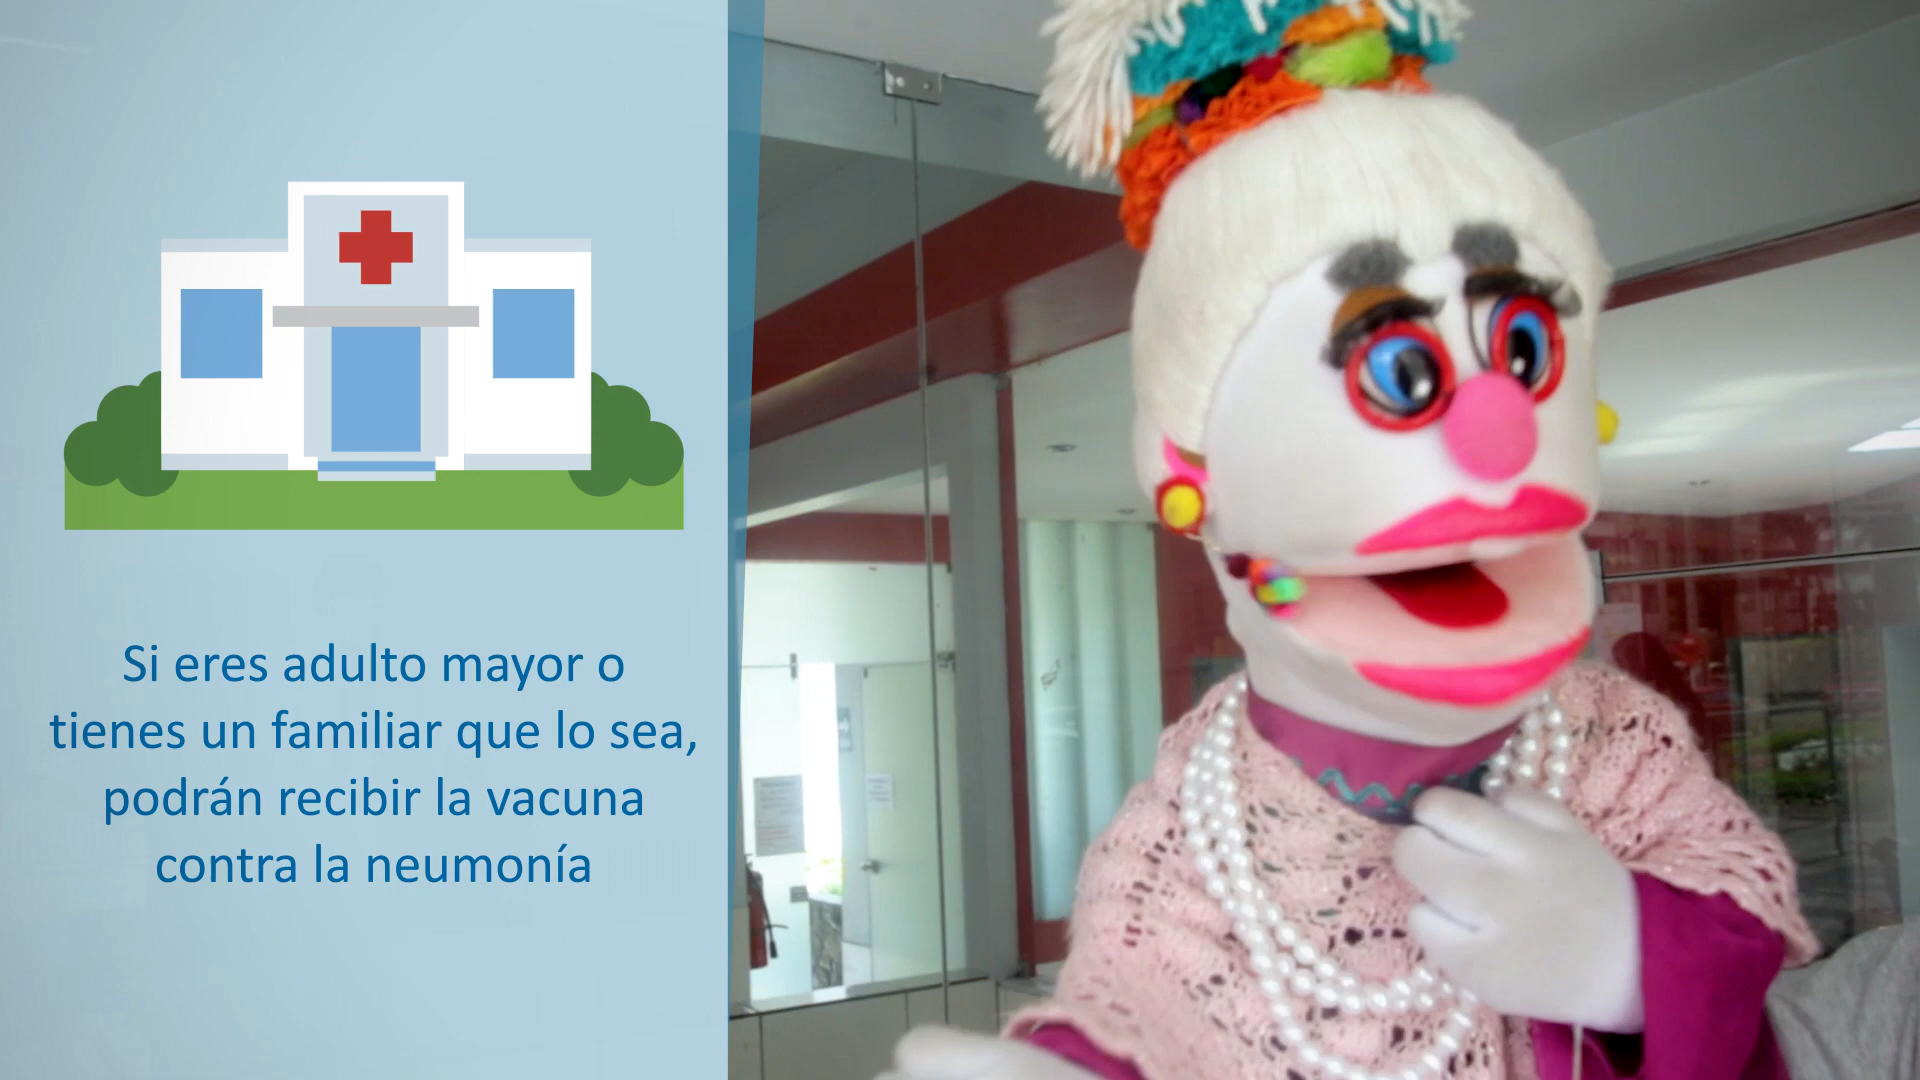 Si eres adulto mayor o
tienes un familiar que lo sea,
podrán recibir la vacuna
contra la neumonía